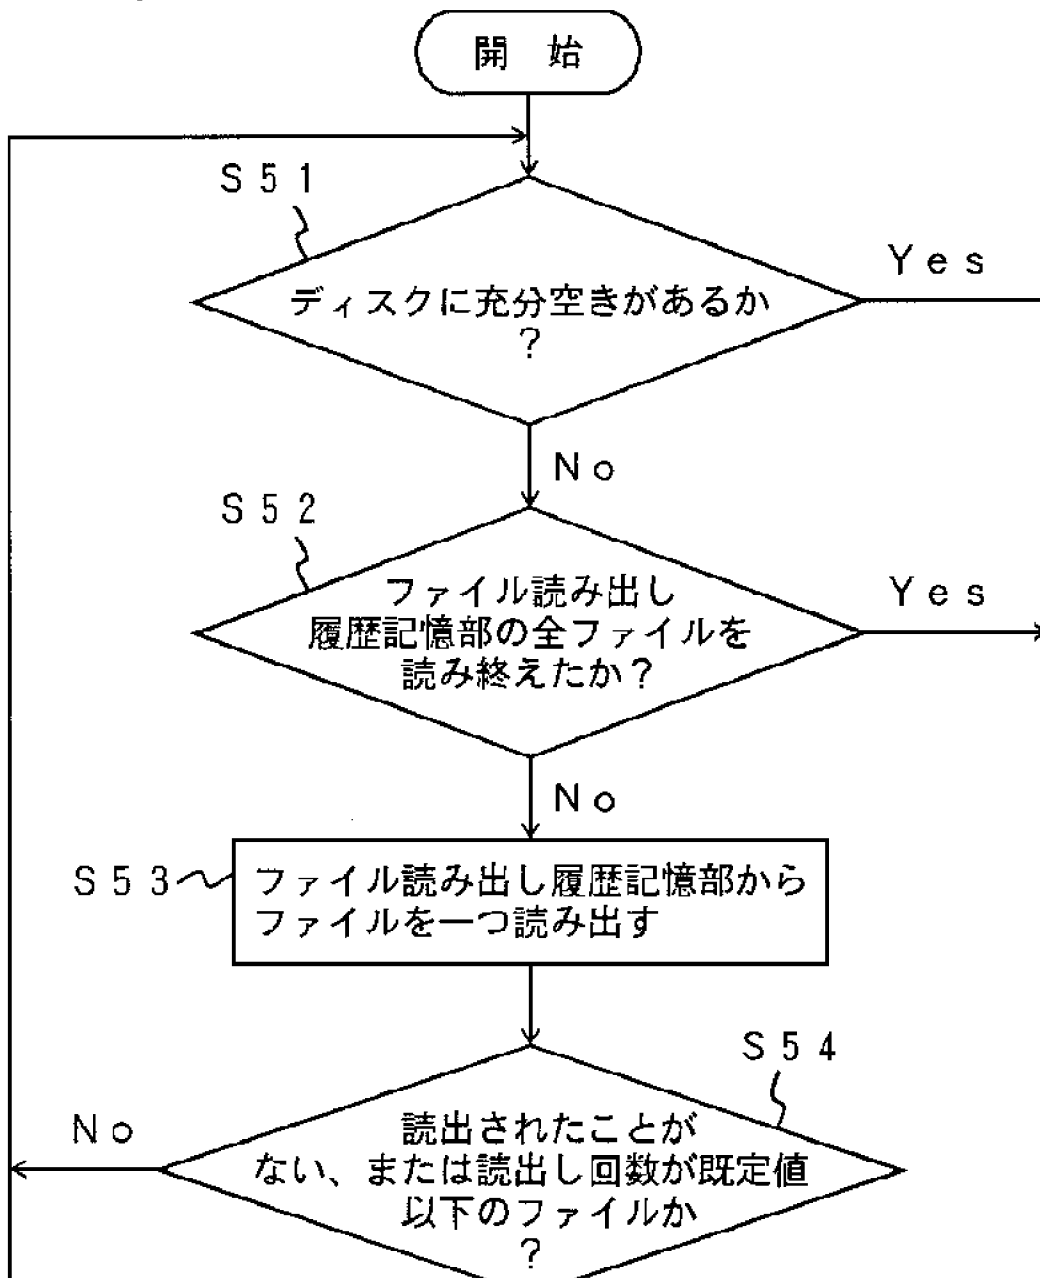 開 始
S51
Yes
ディスクに充分空きがあるか
?
No
S52
ファイル読み出し
履歴記憶部の全ファイルを
読み終えたか?
Yes
No
S53
ファイル読み出し履歴記憶部から
ファイルを一つ読み出す
S54
No
読出されたことが
ない、または読出し回数が既定値
以下のファイルか
?